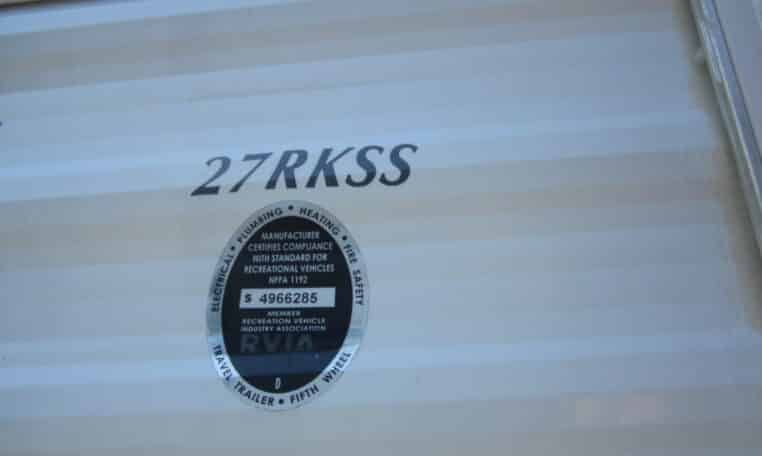 27RKSS
ELECTRICAL • PLUMBING • HEATING • FIRE SAFETY
MANUFACTURER
CERTIFIES COMPLIANCE
WITH STANDARD FOR
RECREATIONAL VEHICLES
NFPA 1192
S 4966285
MEMBER
RECREATION VEHICLE
INDUSTRY ASSOCIATION
RVIA
0
TRAVEL TRAILER • FIFTH WHEEL